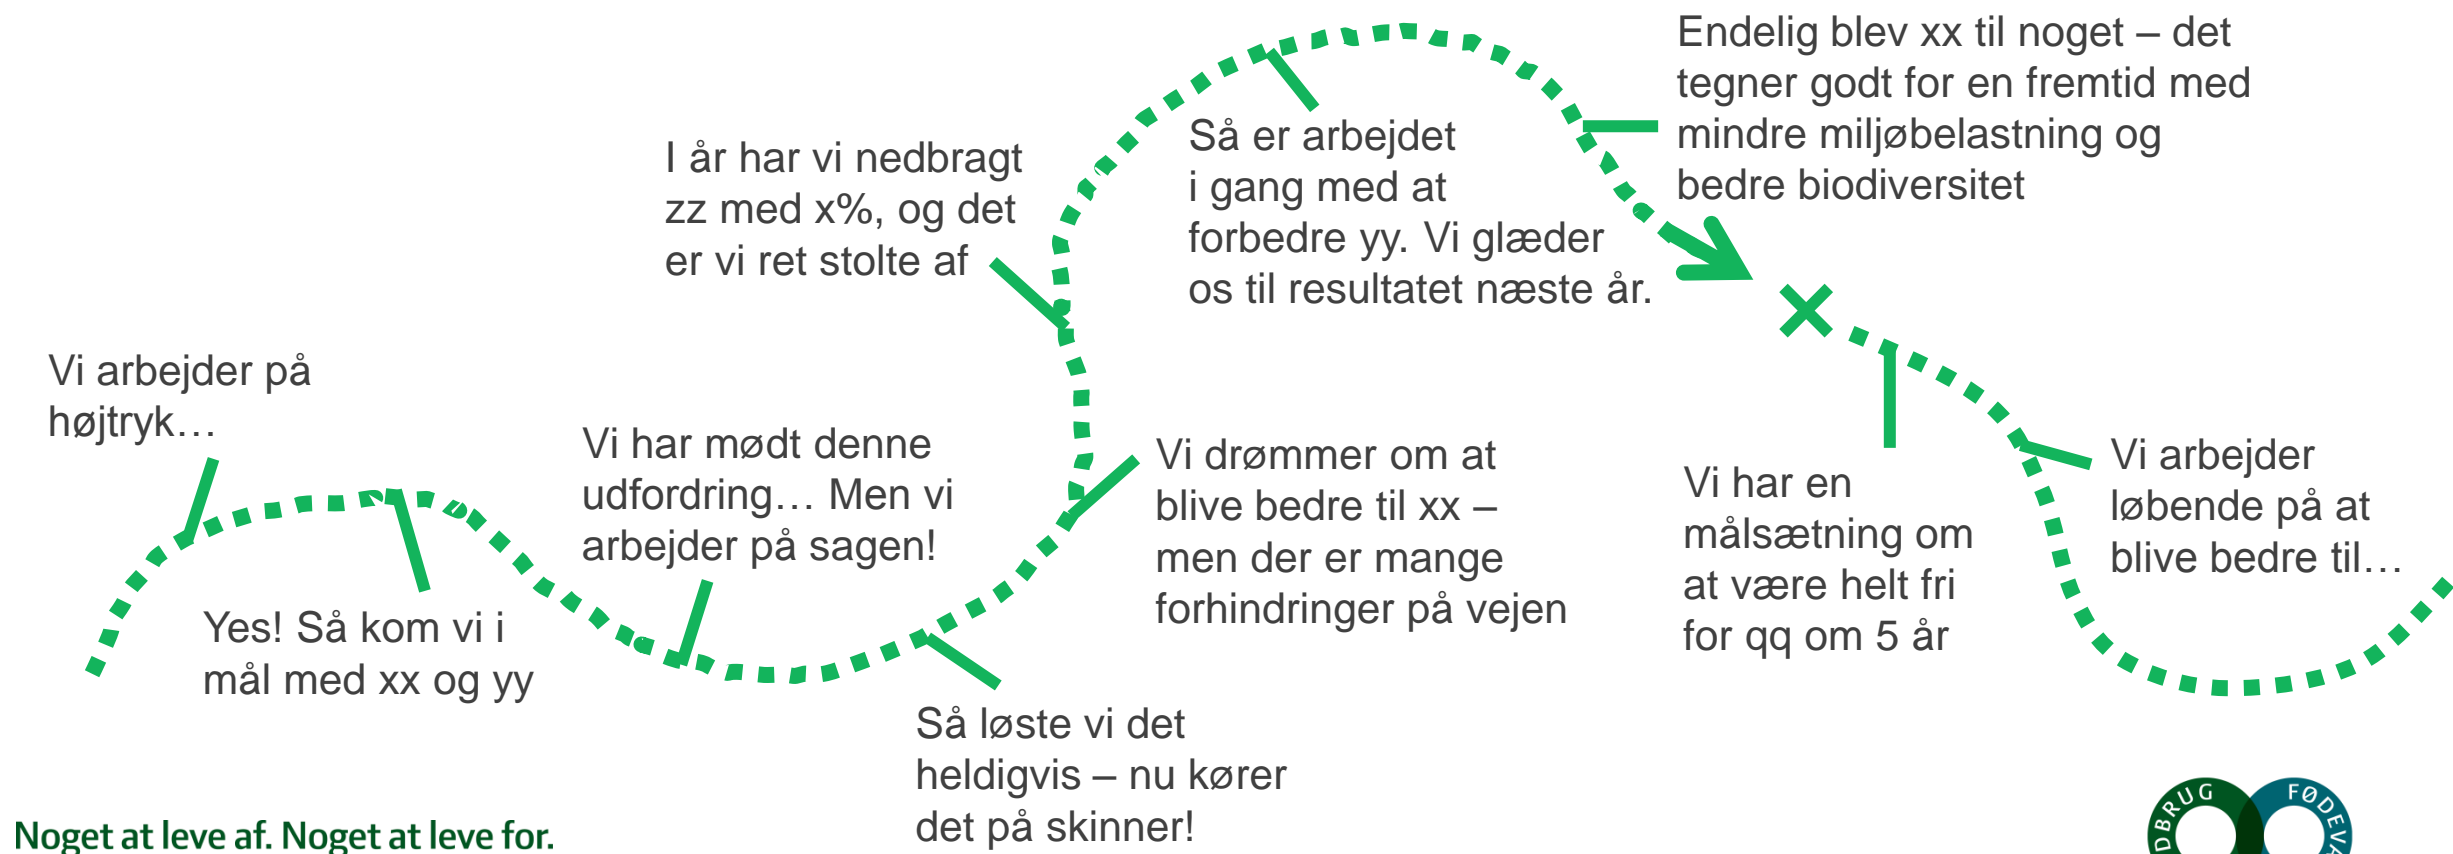 Vi arbejder på
højtryk…
Yes! Så kom vi i
mål med xx og yy
Vi har mødt denne
udfordring… Men vi
arbejder på sagen!
Så løste vi det
heldigvis – nu kører
det på skinner!
Vi drømmer om at
blive bedre til xx –
men der er mange
forhindringer på vejen
I år har vi nedbragt
zz med x%, og det
er vi ret stolte af
Så er arbejdet
i gang med at
forbedre yy. Vi glæder
os til resultatet næste år.
Endelig blev xx til noget – det
tegner godt for en fremtid med
mindre miljøbelastning og
bedre biodiversitet
Vi har en
målsætning om
at være helt fri
for qq om 5 år
Vi arbejder
løbende på at
blive bedre til…
Noget at leve af. Noget at leve for.